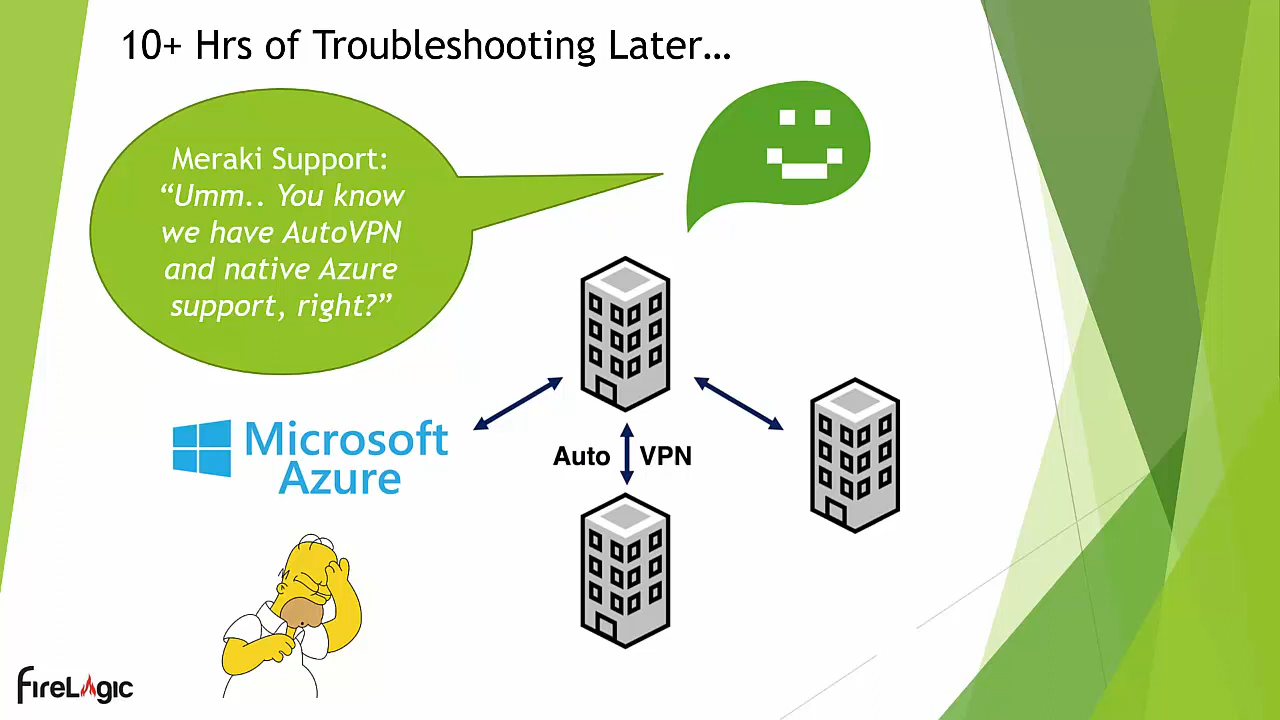 10+ Hrs of Troubleshooting Later…
Meraki Support:
“Umm.. You know
we have AutoVPN
and native Azure
support, right?”
Microsoft
Azure
Auto VPN
FireLogic